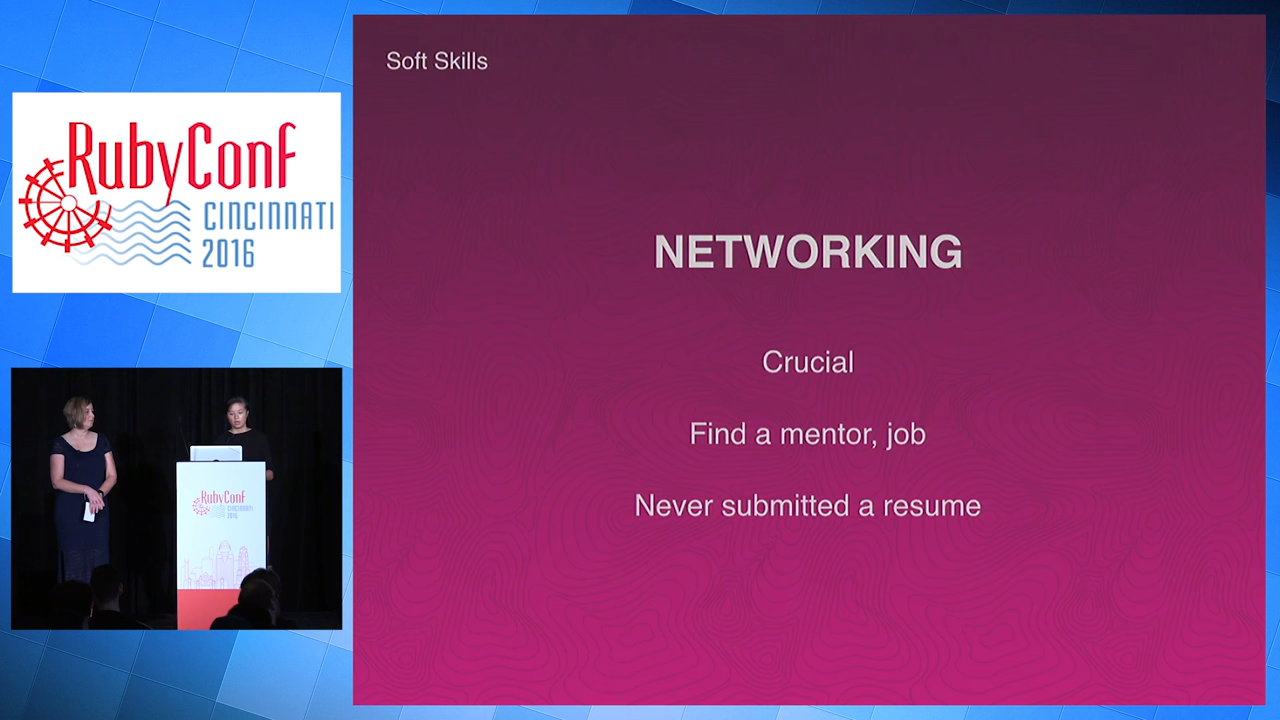 Soft Skills
RubyConf
CINCINNATI
2016
NETWORKING
Crucial
Find a mentor, job
Never submitted a resume
RubyConf
CINCINNATI
2016